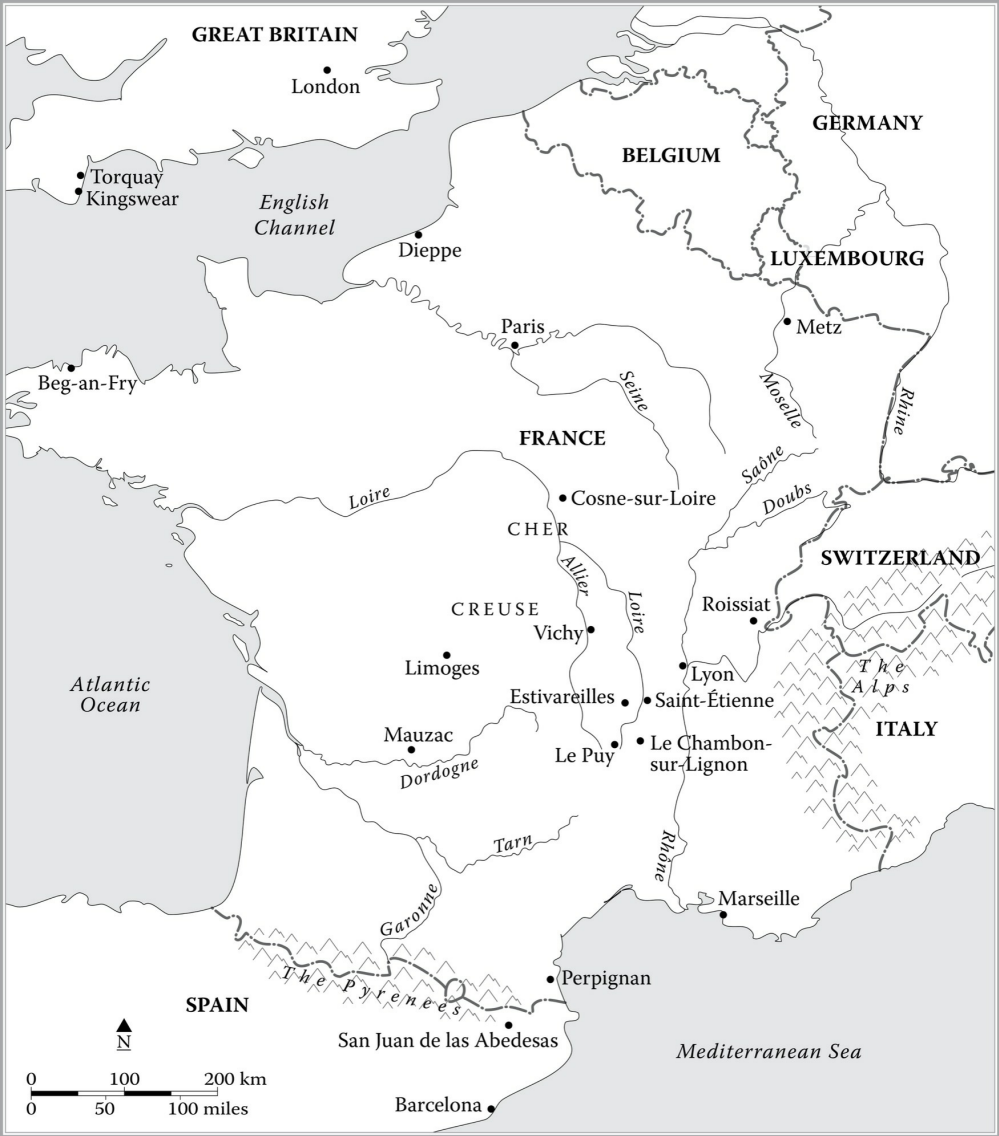 GREAT BRITAIN
London
GERMANY
BELGIUM
Torquay
Kingswear
English
Channel
Dieppe
LUXEMBOURG
Paris
Metz
Beg-an-Fry
Seine
Moselle
Rhine
FRANCE
Saône
Loire
Cosne-sur-Loire
Doubs
CHER
SWITZERLAND
Allier
CREUSE
Loire
Roissiat
Vichy
Limoges
Lyon
The
Alps
Atlantic
Ocean
Estivareilles
Saint-Étienne
ITALY
Mauzac
Le Puy
Le Chambon-
sur-Lignon
Dordogne
Tarn
Rhône
Marseille
Garonne
The Pyrenees
Perpignan
SPAIN
N
San Juan de las Abedesas
Mediterranean Sea
0 100 200 km
0 50 100 miles
Barcelona